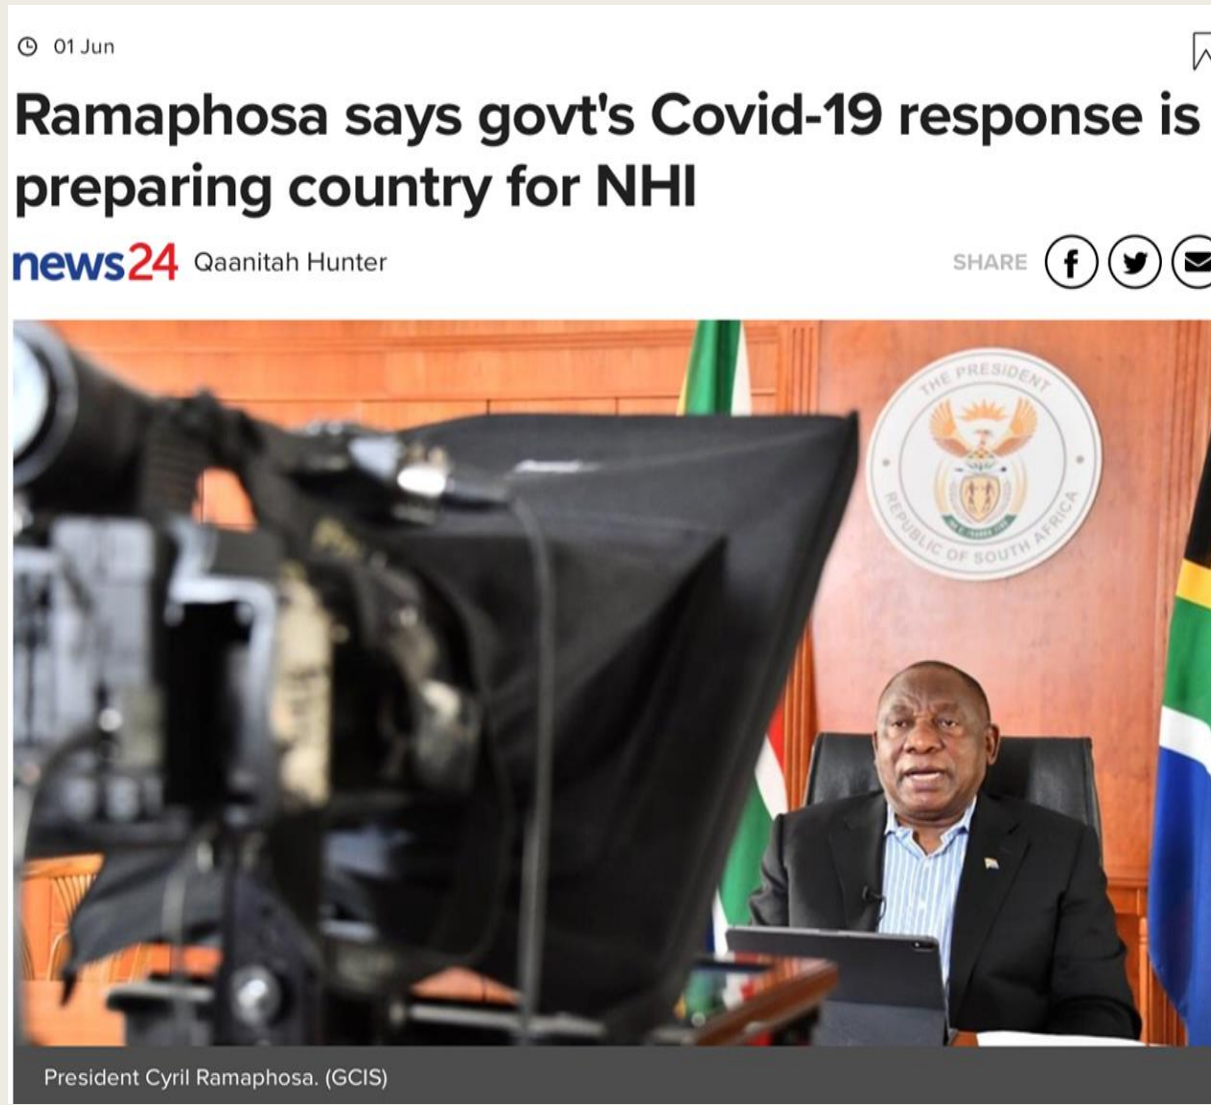 01 Jun
Ramaphosa says govt's Covid-19 response is
preparing country for NHI
news24 Qaanitah Hunter
SHARE
THE PRESIDENT
REPUBLIC OF SOUTH AFRICA
President Cyril Ramaphosa. (GCIS)